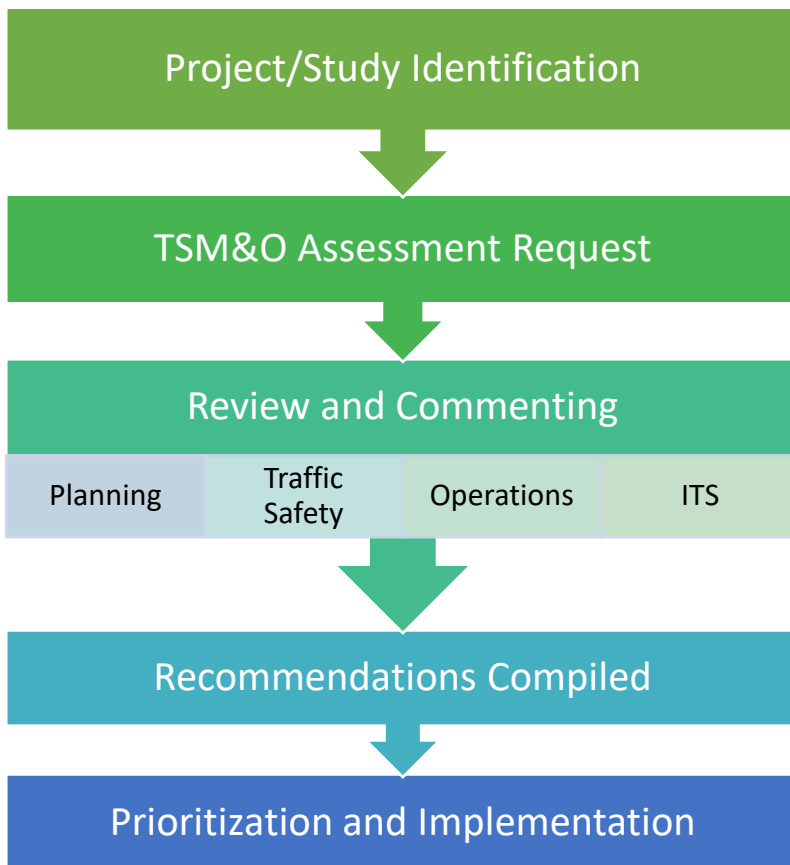 Project/Study Identification
TSM&O Assessment Request
Review and Commenting
Planning
Traffic
Safety
Operations
ITS
Recommendations Compiled
Prioritization and Implementation